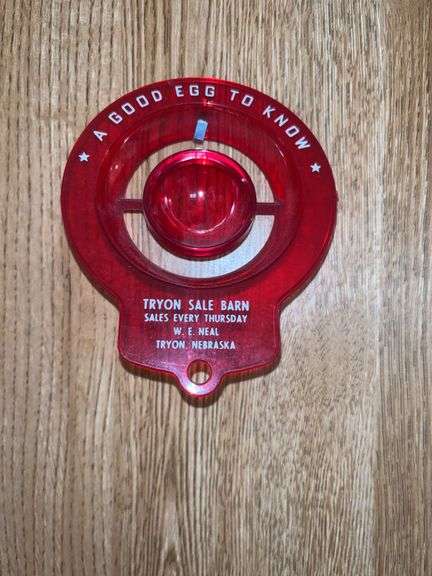 ★ A GOOD EGG TO KNOW ★
TRYON SALE BARN
SALES EVERY THURSDAY
W. E. NEAL
TRYON, NEBRASKA